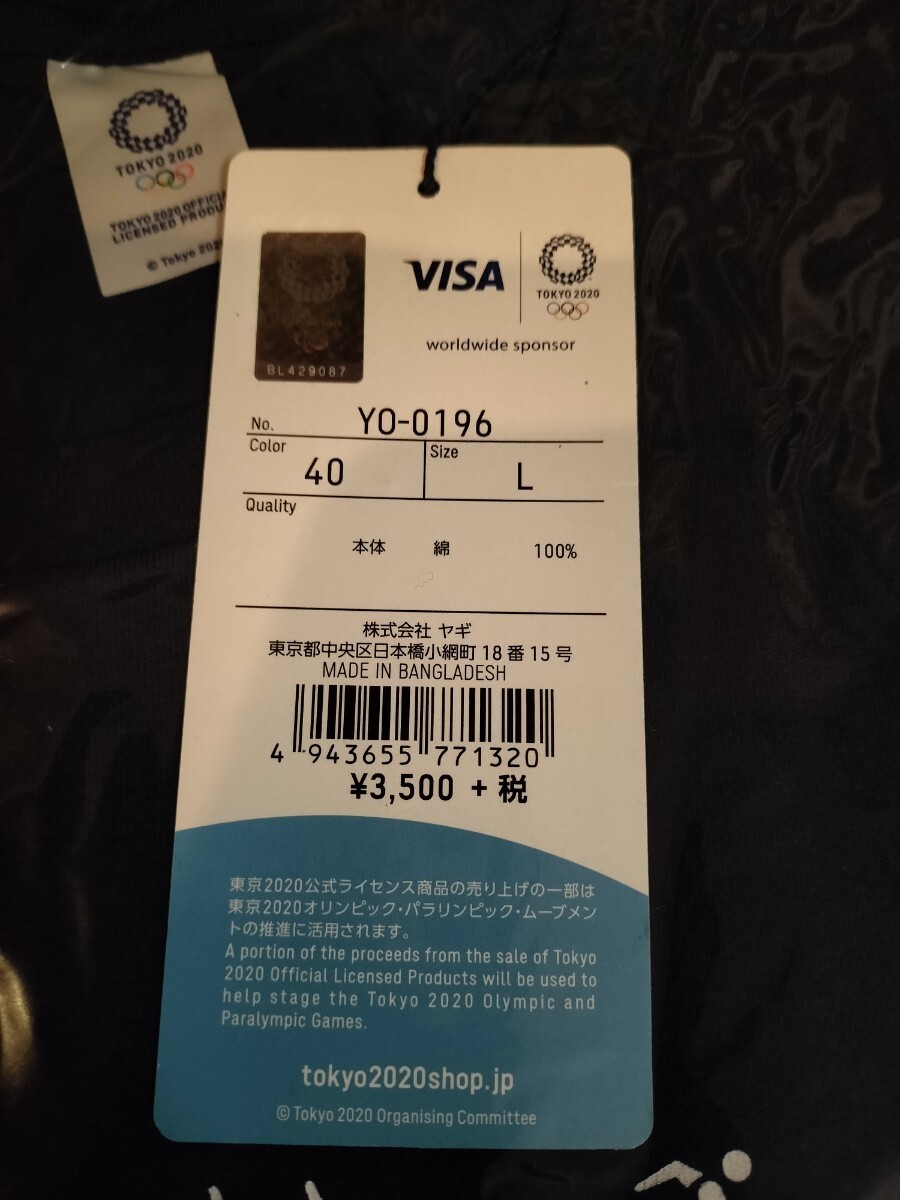 TOKYO 2020
TOKYO 2020 OFFICIA
LICENSED PRODU
© Tokyo 202
VISA
TOKYO 2020
worldwide sponsor
BL429087
No. YO-0196
Color Size
40 L
Quality
本体 綿 100%
株式会社 ヤギ
東京都中央区日本橋小網町 18 番 15 号
MADE IN BANGLADESH
4 943655 771320
¥3,500 + 税
東京2020公式ライセンス商品の売り上げの一部は
東京2020オリンピック・パラリンピック・ムーブメン
トの推進に活用されます。
A portion of the proceeds from the sale of Tokyo
2020 Official Licensed Products will be used to
help stage the Tokyo 2020 Olympic and
Paralympic Games.
tokyo2020shop.jp
© Tokyo 2020 Organising Committee